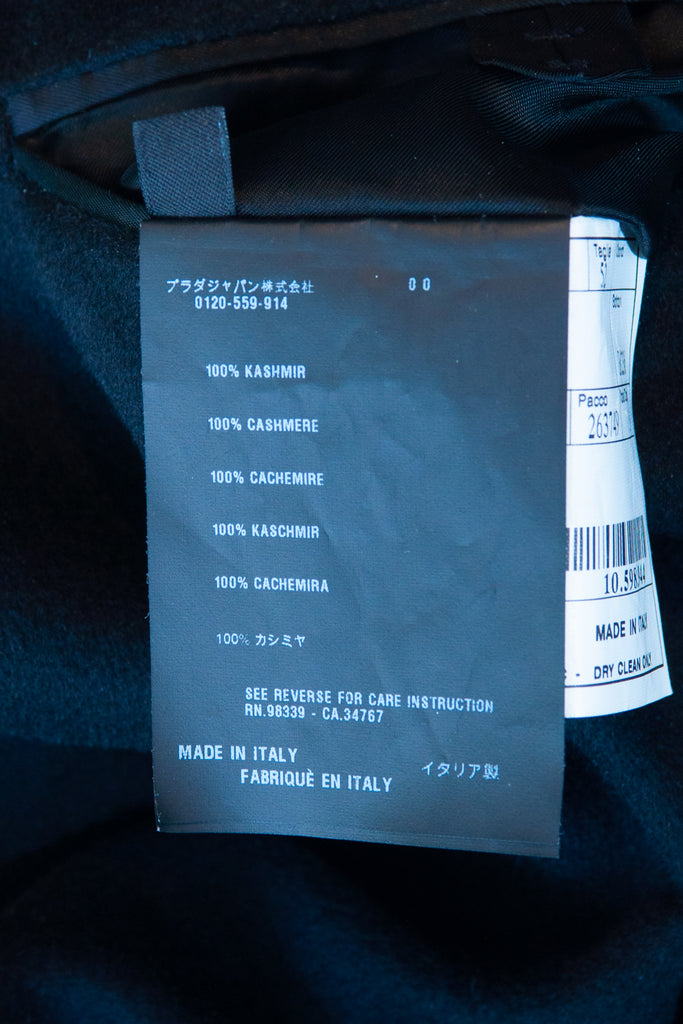 プラダジャパン株式会社 00
0120-559-914
100% KASHMIR
100% CASHMERE
100% CACHEMIRE
100% KASCHMIR
100% CACHEMIRA
100% カシミヤ
SEE REVERSE FOR CARE INSTRUCTION
RN.98339 - CA.34767
MADE IN ITALY
FABRIQUÈ EN ITALY
イタリア製
Taglia
Pacco
MADE IN ITALY
- DRY CLEAN ONLY